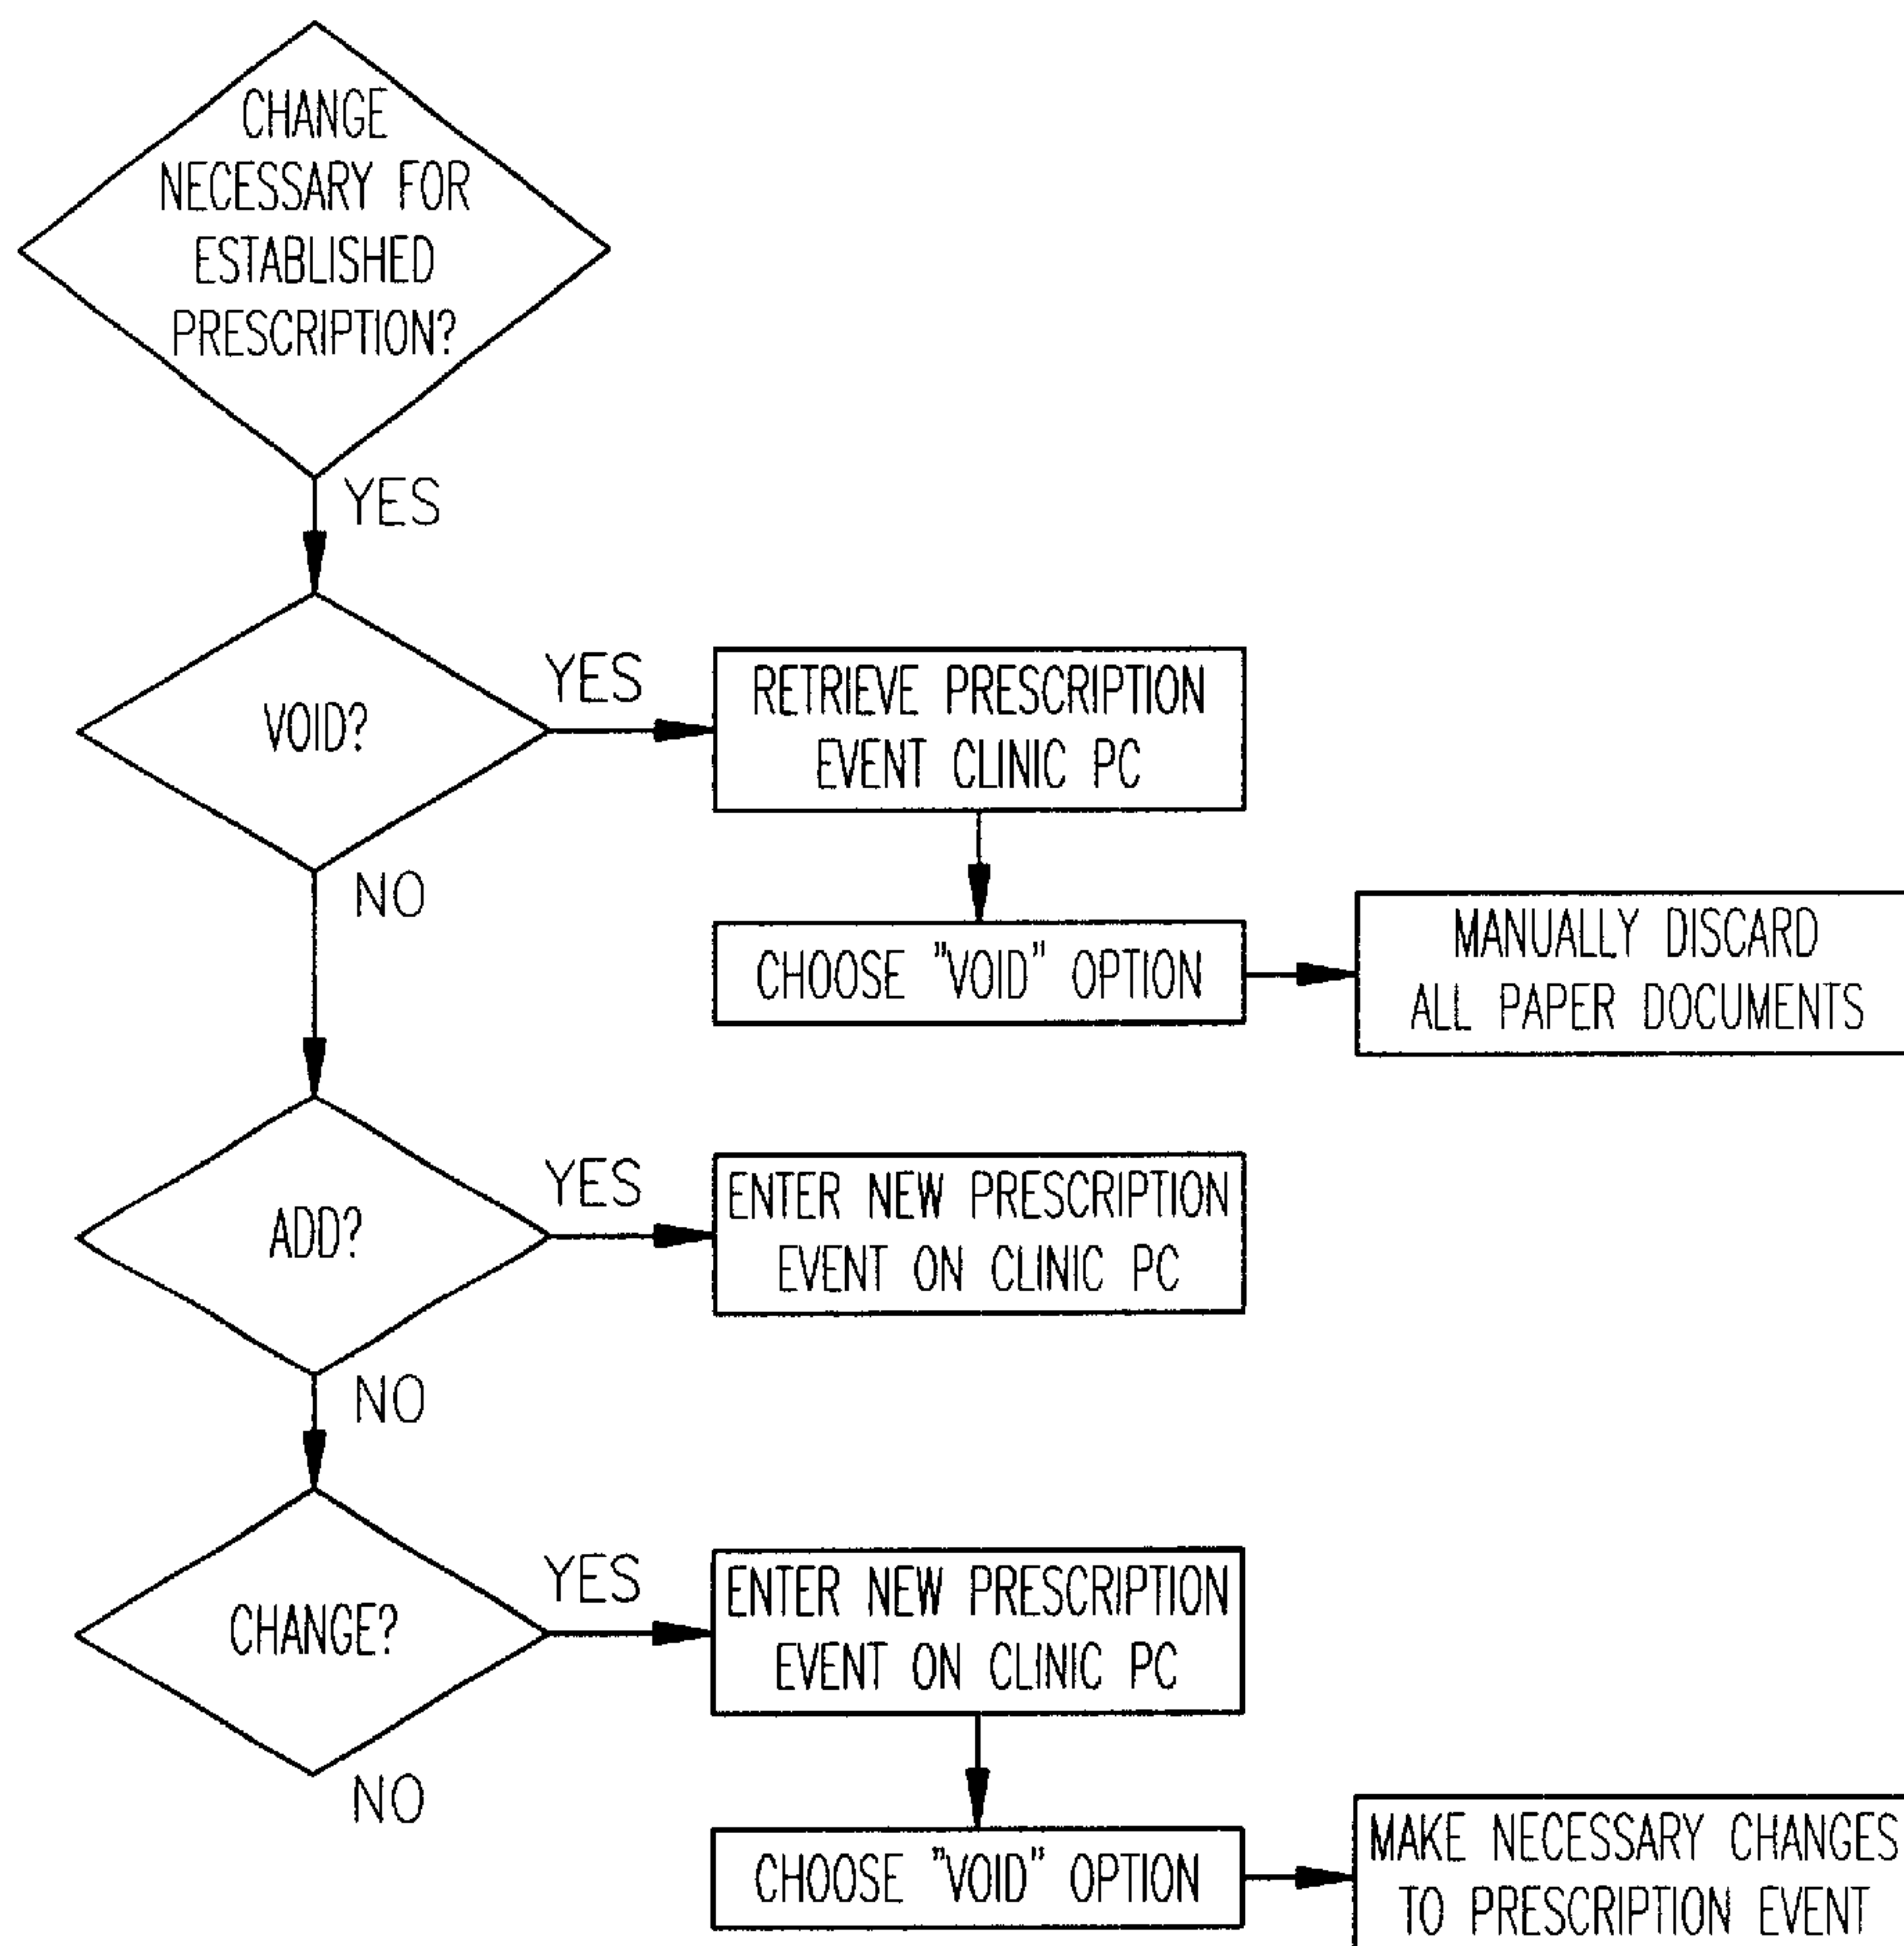 CHANGE
NECESSARY FOR
ESTABLISHED
PRESCRIPTION?
YES
VOID?
YES
RETRIEVE PRESCRIPTION
EVENT CLINIC PC
NO
CHOOSE "VOID" OPTION
MANUALLY DISCARD
ALL PAPER DOCUMENTS
ADD?
YES
ENTER NEW PRESCRIPTION
EVENT ON CLINIC PC
NO
CHANGE?
YES
ENTER NEW PRESCRIPTION
EVENT ON CLINIC PC
NO
CHOOSE "VOID" OPTION
MAKE NECESSARY CHANGES
TO PRESCRIPTION EVENT